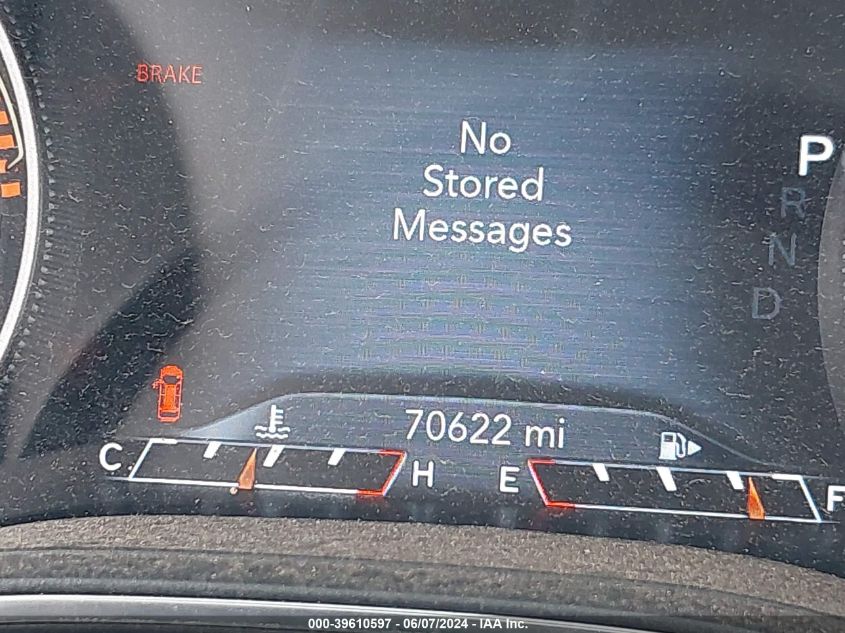 BRAKE
No
Stored
Messages
P
R
N
D
70622 mi
C H E F
000-39610597 - 06/07/2024 - IAA Inc.